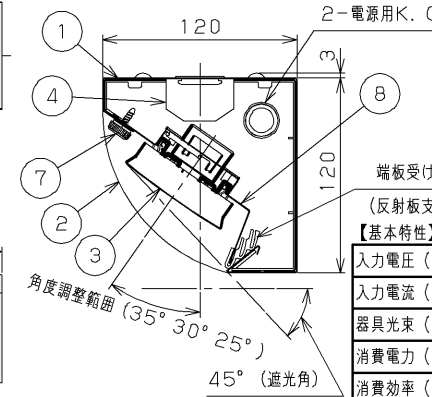 1
120
2-電源用K.
3
4
8
7
120
端板受け
2
(反射板支
3
【基本特性】
入力電圧(
角度調整範囲 (35° 30° 25°)
入力電流(
器具光束(
消費電力(
45° (遮光角)
消費効率(